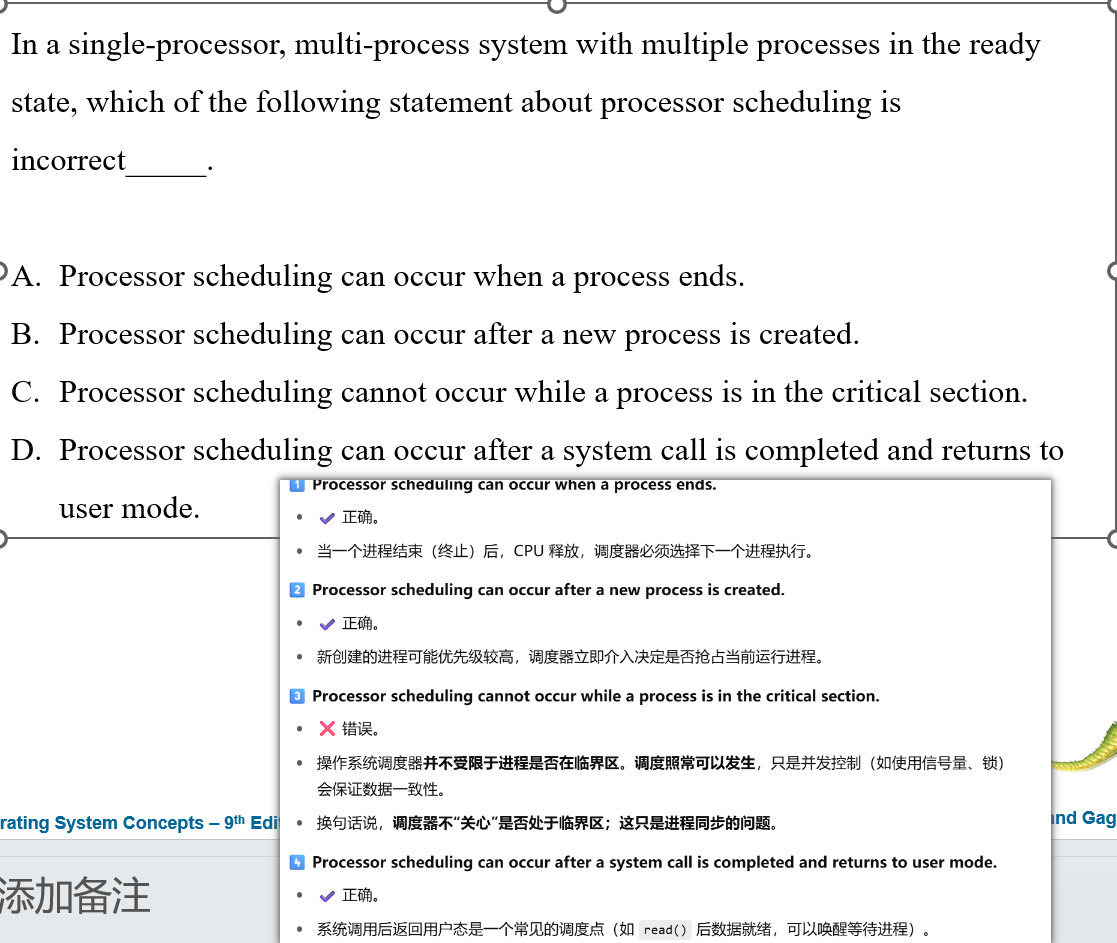 In a single-processor, multi-process system with multiple processes in the ready
state, which of the following statement about processor scheduling is
incorrect_____.
A. Processor scheduling can occur when a process ends.
B. Processor scheduling can occur after a new process is created.
C. Processor scheduling cannot occur while a process is in the critical section.
D. Processor scheduling can occur after a system call is completed and returns to
user mode.
1 Processor scheduling can occur when a process ends.
• ✔ 正确。
• 当一个进程结束（终止）后，CPU 释放，调度器必须选择下一个进程执行。
2 Processor scheduling can occur after a new process is created.
• ✔ 正确。
• 新创建的进程可能优先级较高，调度器立即介入决定是否抢占当前运行进程。
3 Processor scheduling cannot occur while a process is in the critical section.
• ❌ 错误。
• 操作系统调度器并不受限于进程是否在临界区。调度照常可以发生，只是并发控制（如使用信号量、锁）
会保证数据一致性。
• 换句话说，调度器不“关心”是否处于临界区；这只是进程同步的问题。
4 Processor scheduling can occur after a system call is completed and returns to user mode.
• ✔ 正确。
• 系统调用后返回用户态是一个常见的调度点（如 read() 后数据就绪，可以唤醒等待进程）。
rating System Concepts – 9th Edi
and Gag
添加备注